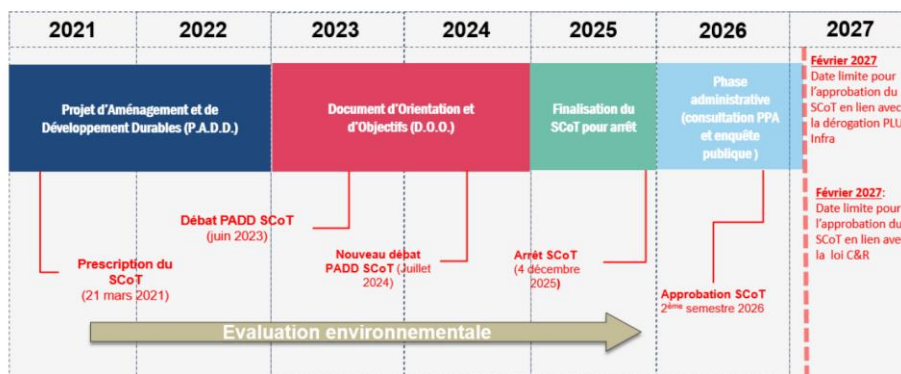 2021 2022 2023 2024 2025 2026 2027
Projet d'Aménagement et de
Développement Durables (P.A.D.D.)
Document d'Orientation et
d'Objectifs (D.O.O.)
Finalisation du
SCoT pour arrêt
Phase
administrative
(consultation PPA
et enquête
publique )
Février 2027
Date limite pour
l'approbation du
SCoT en lien avec
la dérogation PLU
Infra
Février 2027:
Date limite pour
l'approbation du
SCoT en lien avec
la loi C&R
Débat PADD SCoT
(juin 2023)
Prescription du
SCoT
(21 mars 2021)
Nouveau débat
PADD SCoT (Juillet
2024)
Arrêt SCoT
(4 décembre
2025)
Approbation SCoT
2ème semestre 2026
Evaluation environnementale